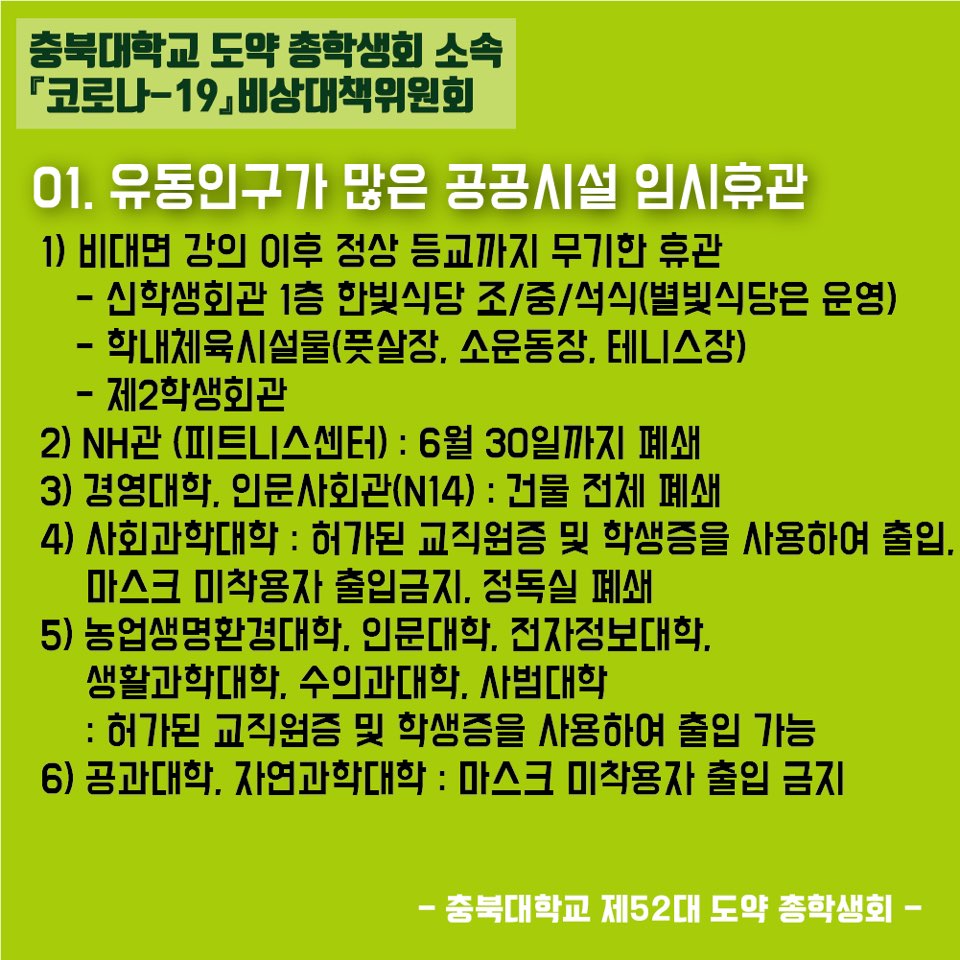 충북대학교 도약 총학생회 소속
『코로나-19』비상대책위원회
01. 유동인구가 많은 공공시설 임시휴관
1) 비대면 강의 이후 정상 등교까지 무기한 휴관
- 신학생회관 1층 한빛식당 조/중/석식(별빛식당은 운영)
- 학내체육시설물(풋살장, 소운동장, 테니스장)
- 제2학생회관
2) NH관 (피트니스센터) : 6월 30일까지 폐쇄
3) 경영대학, 인문사회관(N14) : 건물 전체 폐쇄
4) 사회과학대학 : 허가된 교직원증 및 학생증을 사용하여 출입,
마스크 미착용자 출입금지, 정독실 폐쇄
5) 농업생명환경대학, 인문대학, 전자정보대학,
생활과학대학, 수의과대학, 사범대학
: 허가된 교직원증 및 학생증을 사용하여 출입 가능
6) 공과대학, 자연과학대학 : 마스크 미착용자 출입 금지
- 충북대학교 제52대 도약 총학생회 -